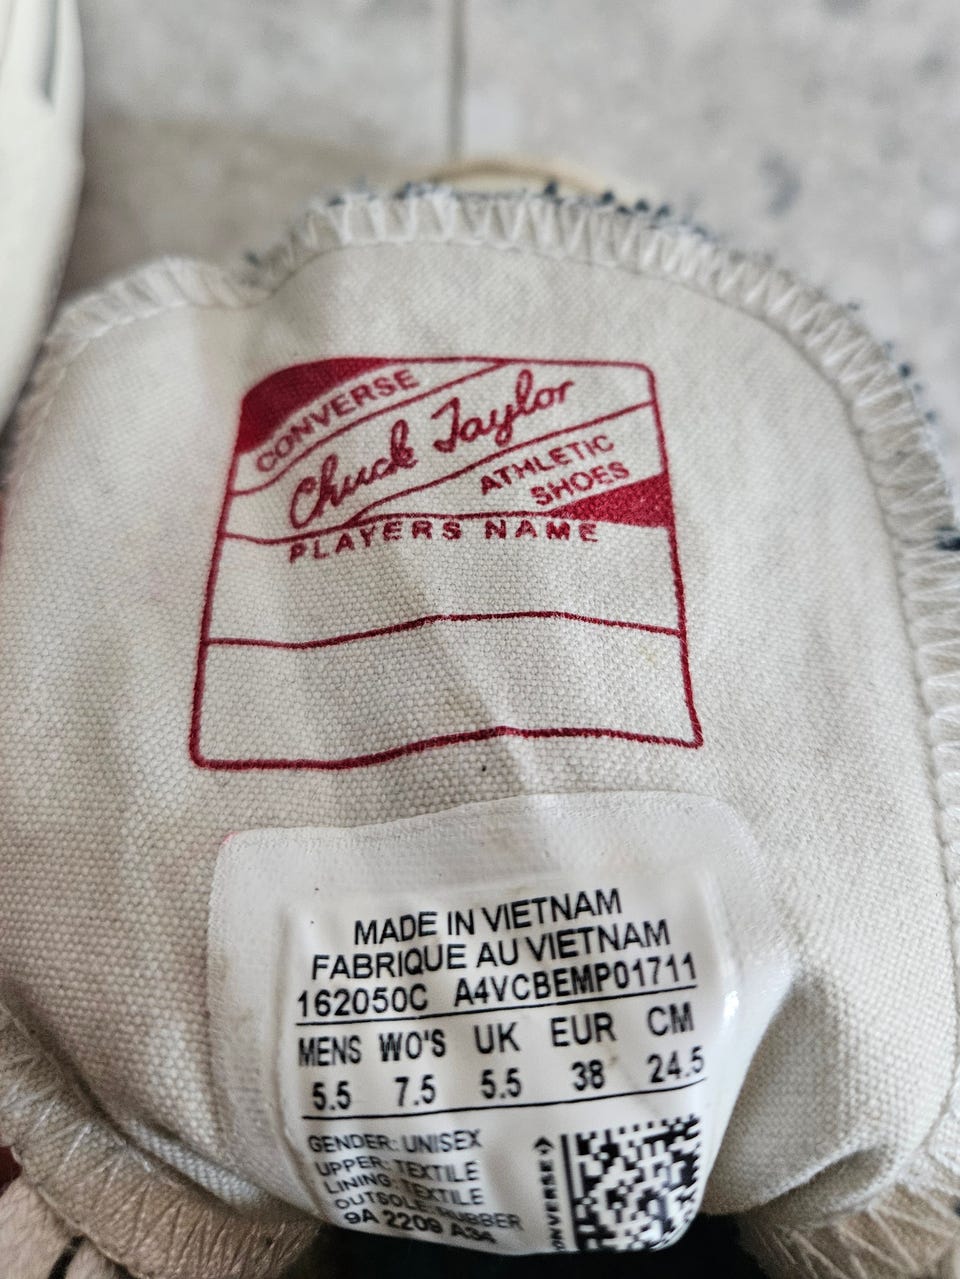 CONVERSE
Chuck Taylor
ATHLETIC
SHOES
PLAYERS NAME
MADE IN VIETNAM
FABRIQUE AU VIETNAM
162050C A4VCBEMP01711
MENS WO'S UK EUR CM
5.5 7.5 5.5 38 24.5
GENDER: UNISEX
UPPER: TEXTILE
LINING: TEXTILE
OUTSOLE: RUBBER
9A 2209 A34
CONVERSE